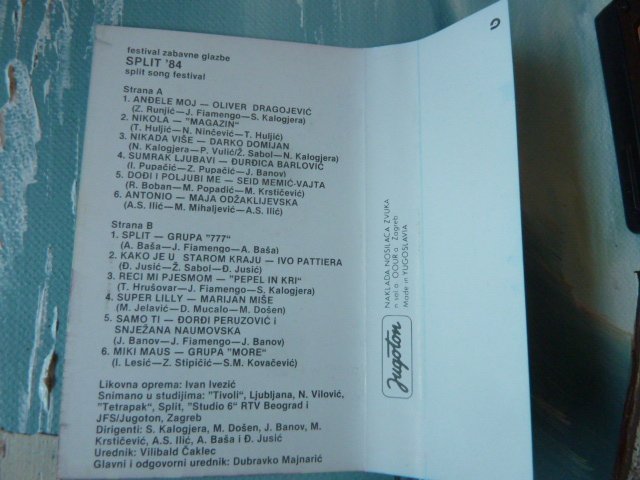 festival zabavne glazbe
SPLIT '84
split song festival
Strana A
1. ANĐELE MOJ — OLIVER DRAGOJEVIĆ
(Z. Runjić—J. Fiamengo—S. Kalogjera)
2. NIKOLA — "MAGAZIN"
(T. Huljić—N. Ninčević—T. Huljić)
3. NIKADA VIŠE — DARKO DOMIJAN
(N. Kalogjera—P. Vulić/Ž. Sabol—N. Kalogjera)
4. SUMRAK LJUBAVI — ĐURĐICA BARLOVIĆ
(I. Pupačić—Z. Pupačić—J. Banov)
5. DOĐI I POLJUBI ME — SEID MEMIĆ-VAJTA
(R. Boban—M. Popadić—M. Krstičević)
6. ANTONIO — MAJA ODŽAKLIJEVSKA
(A.S. Ilić—M. Mihaljević—A.S. Ilić)
Strana B
1. SPLIT — GRUPA "777"
(A. Baša—J. Fiamengo—A. Baša)
2. KAKO JE U STAROM KRAJU — IVO PATTIERA
(Đ. Jusić—Ž. Sabol—Đ. Jusić)
3. RECI MI PJESMOM — "PEPEL IN KRI"
(T. Hrušovar—J. Fiamengo—S. Kalogjera)
4. SUPER LILLY — MARIJAN MIŠE
(M. Jelavić—D. Mucalo—M. Došen)
5. SAMO TI — ĐORĐI PERUZOVIĆ i
SNJEŽANA NAUMOVSKA
(J. Banov—J. Fiamengo—J. Banov)
6. MIKI MAUS — GRUPA "MORE"
(I. Lesić—Z. Stipičić—S.M. Kovačević)
Likovna oprema: Ivan Ivezić
Snimano u studijima: "Tivoli", Ljubljana, N. Vilović,
"Tetrapak", Split, "Studio 6" RTV Beograd i
JFS/Jugoton, Zagreb
Dirigenti: S. Kalogjera, M. Došen, J. Banov, M.
Krstičević, A.S. Ilić, A. Baša i Đ. Jusić
Urednik: Vilibald Čaklec
Glavni i odgovorni urednik: Dubravko Majnarić
NAKLADA NOSILACA ZVUKA
Zagreb
Made in YUGOSLAVIA
Jugoton